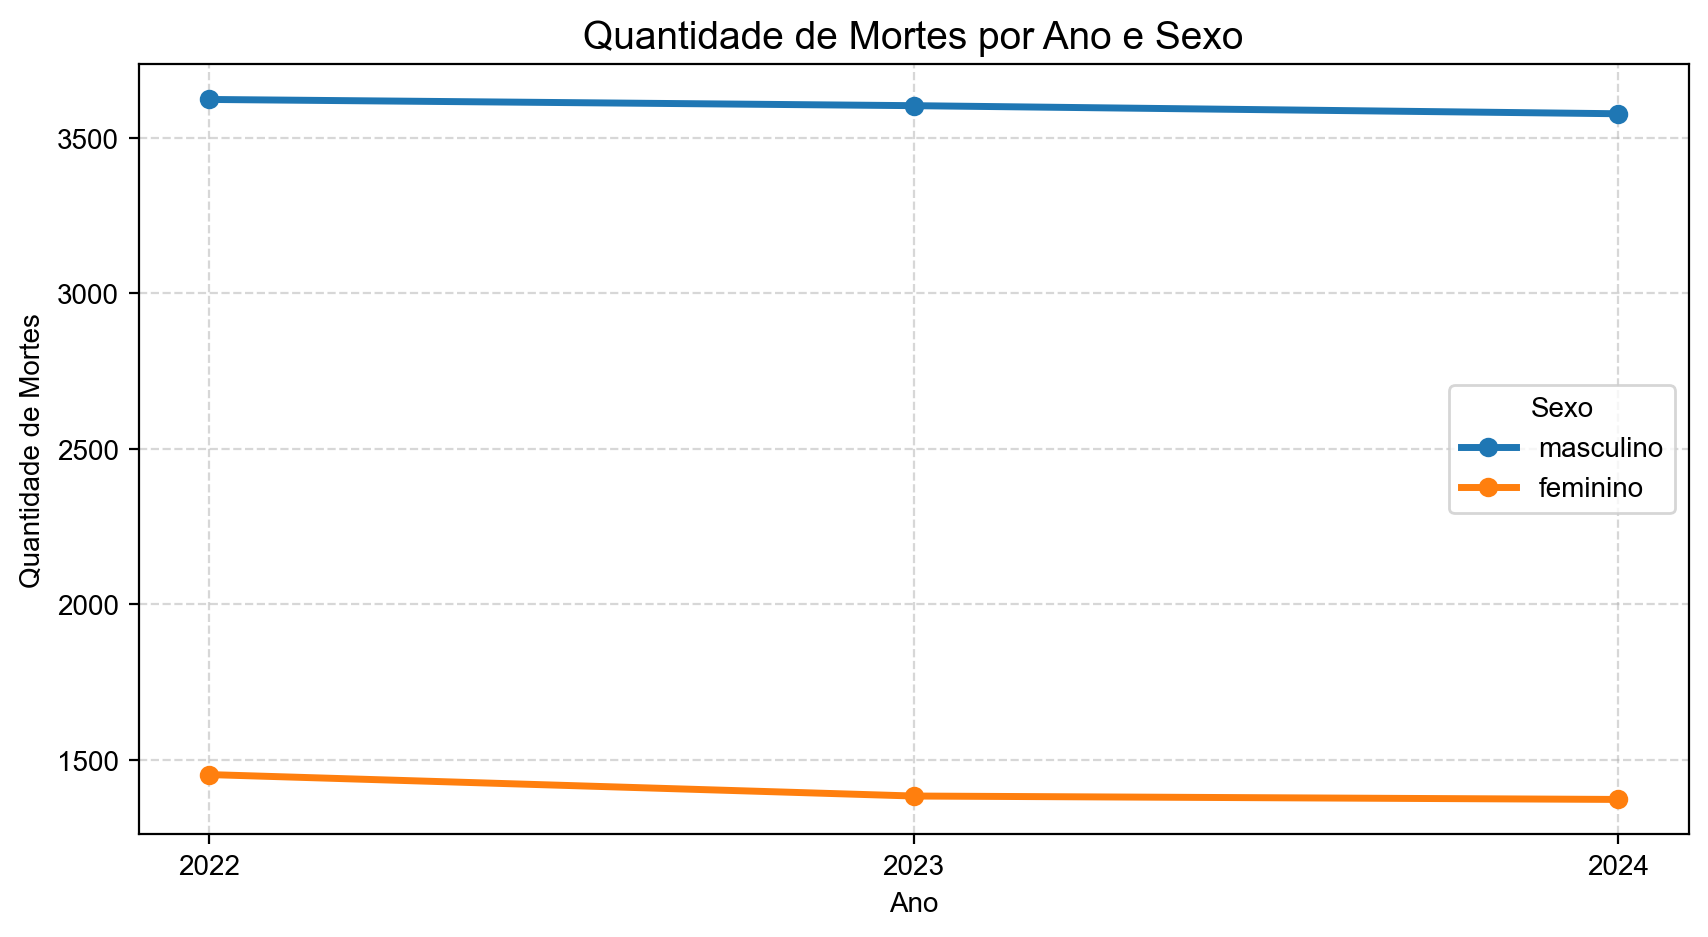 Quantidade de Mortes por Ano e Sexo
Quantidade de Mortes
3500
3000
2500
2000
1500
Sexo
masculino
feminino
2022
2023
2024
Ano